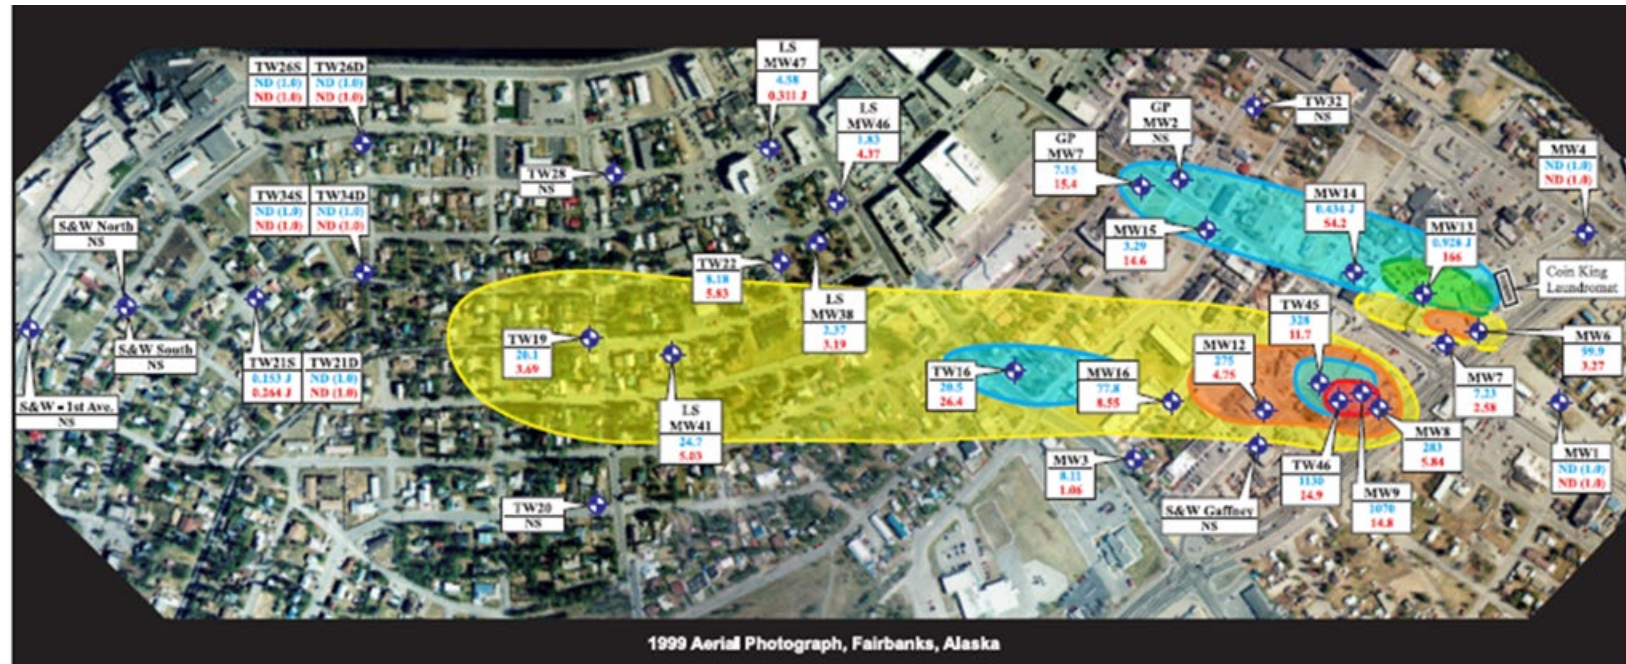 TW26S TW26D
ND (1.0) ND (1.0)
ND (1.0) ND (1.0)
LS
MW47
4.58
0.311 J
LS
MW46
1.83
4.37
GP
MW2
NS
TW32
NS
GP
MW7
7.15
15.4
MW4
ND (1.0)
ND (1.0)
TW28
NS
TW34S TW34D
ND (1.0) ND (1.0)
ND (1.0) ND (1.0)
MW14
0.434 J
54.2
S&W North
NS
MW15
3.29
14.6
MW13
0.928 J
166
TW22
8.18
5.83
Coin King
Laundromat
LS
MW38
2.37
3.19
TW45
328
11.7
TW19
20.1
3.69
S&W South
NS
MW12
275
4.75
MW6
99.9
3.27
TW21S TW21D
0.153 J ND (1.0)
0.264 J ND (1.0)
TW16
20.5
26.4
MW16
77.8
8.55
MW7
7.23
2.58
S&W - 1st Ave.
NS
LS
MW41
24.7
5.03
MW8
283
5.84
MW3
8.11
1.06
MW1
ND (1.0)
ND (1.0)
TW46
1130
14.9
MW9
1070
14.8
TW20
NS
S&W Gaffney
NS
1999 Aerial Photograph, Fairbanks, Alaska